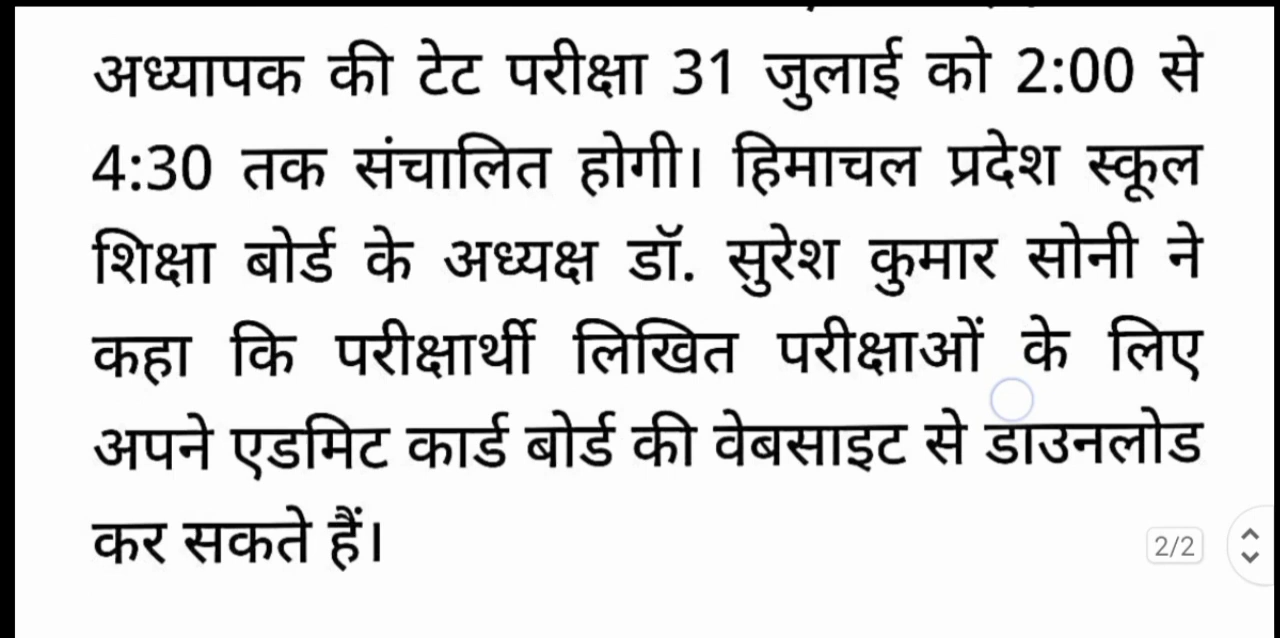 अध्यापक की टेट परीक्षा 31 जुलाई को 2:00 से
4:30 तक संचालित होगी। हिमाचल प्रदेश स्कूल
शिक्षा बोर्ड के अध्यक्ष डॉ. सुरेश कुमार सोनी ने
कहा कि परीक्षार्थी लिखित परीक्षाओं के लिए
अपने एडमिट कार्ड बोर्ड की वेबसाइट से डाउनलोड
कर सकते हैं।
2/2